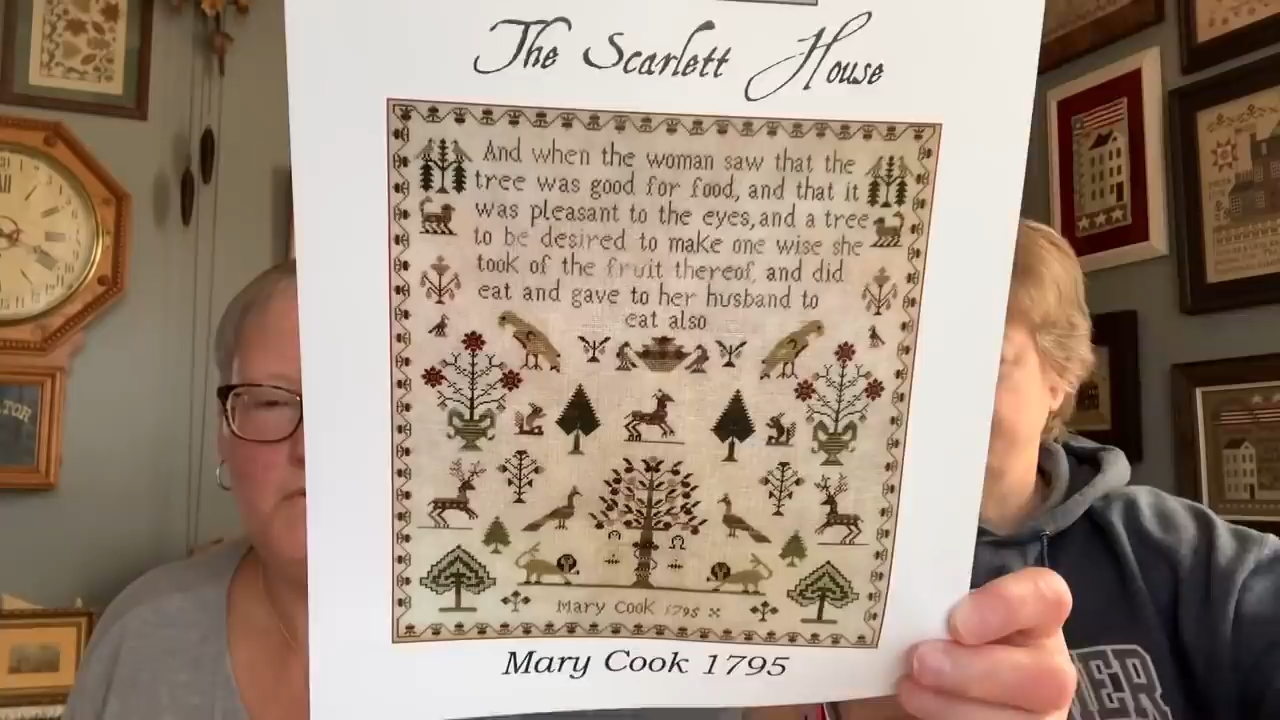 The Scarlett House
And when the woman saw that the
tree was good for food, and that it
was pleasant to the eyes, and a tree
to be desired to make one wise she
took of the fruit thereof, and did
eat and gave to her husband to
eat also
Mary Cook 1795 x
Mary Cook 1795